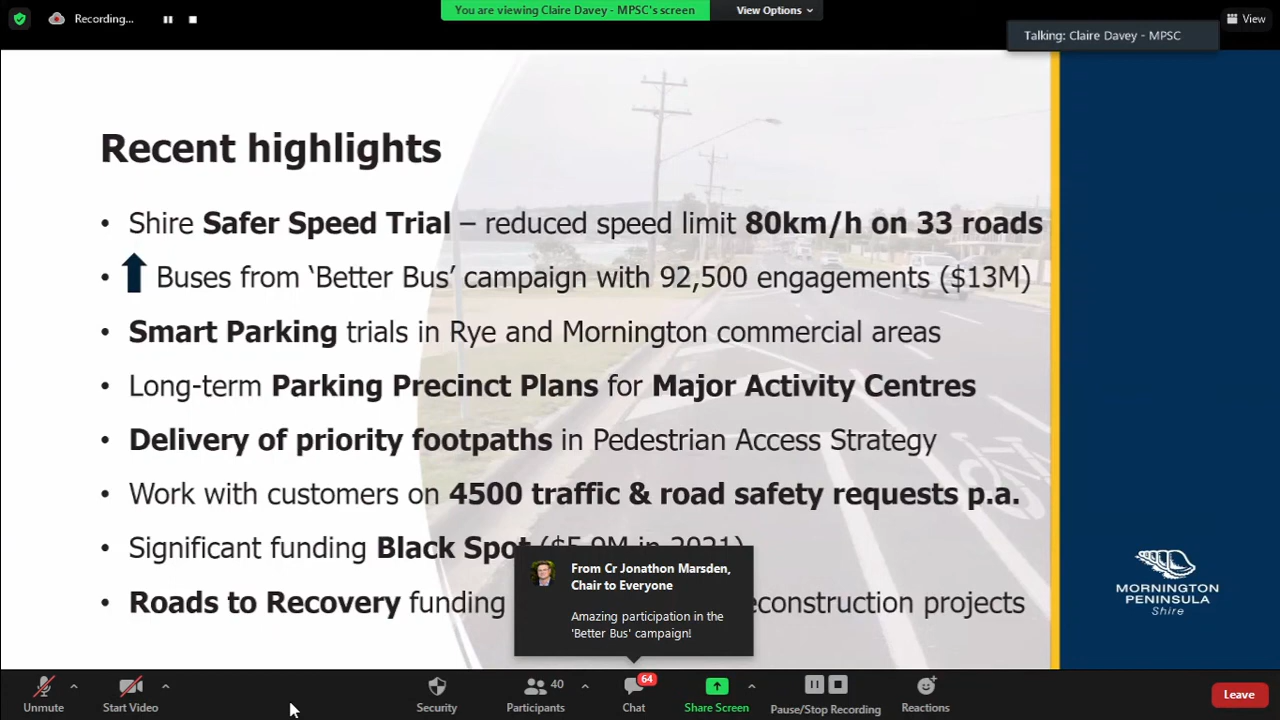 Recording...
You are viewing Claire Davey - MPSC's screen
View Options
View
Talking: Claire Davey - MPSC
Recent highlights
• Shire Safer Speed Trial – reduced speed limit 80km/h on 33 roads
• Buses from ‘Better Bus’ campaign with 92,500 engagements ($13M)
• Smart Parking trials in Rye and Mornington commercial areas
• Long-term Parking Precinct Plans for Major Activity Centres
• Delivery of priority footpaths in Pedestrian Access Strategy
• Work with customers on 4500 traffic & road safety requests p.a.
• Significant funding Black Spot ($5.9M in 2021)
• Roads to Recovery funding econstruction projects
From Cr Jonathon Marsden,
Chair to Everyone
Amazing participation in the
'Better Bus' campaign!
MORNINGTON
PENINSULA
Shire
Unmute
Start Video
Security
Participants
40
Chat
64
Share Screen
Pause/Stop Recording
Reactions
Leave